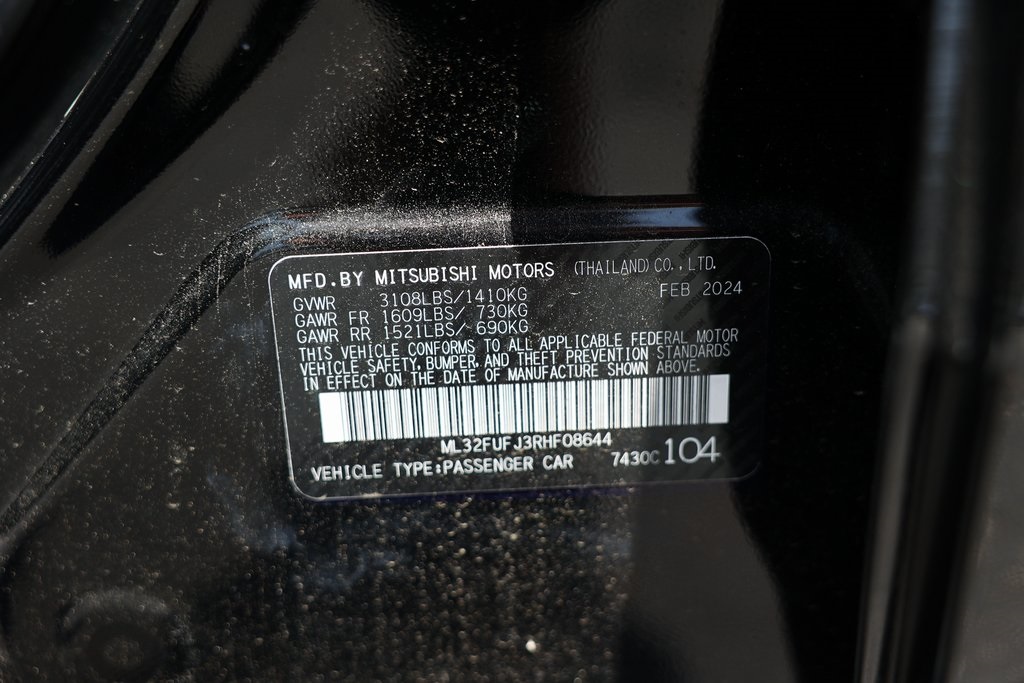 MFD.BY MITSUBISHI MOTORS (THAILAND) CO.,LTD.
GVWR 3108LBS/1410KG FEB 2024
GAWR FR 1609LBS/ 730KG
GAWR RR 1521LBS/ 690KG
THIS VEHICLE CONFORMS TO ALL APPLICABLE FEDERAL MOTOR
VEHICLE SAFETY, BUMPER, AND THEFT PREVENTION STANDARDS
IN EFFECT ON THE DATE OF MANUFACTURE SHOWN ABOVE.
ML32FUFJ3RHF08644
VEHICLE TYPE:PASSENGER CAR 7430C 104